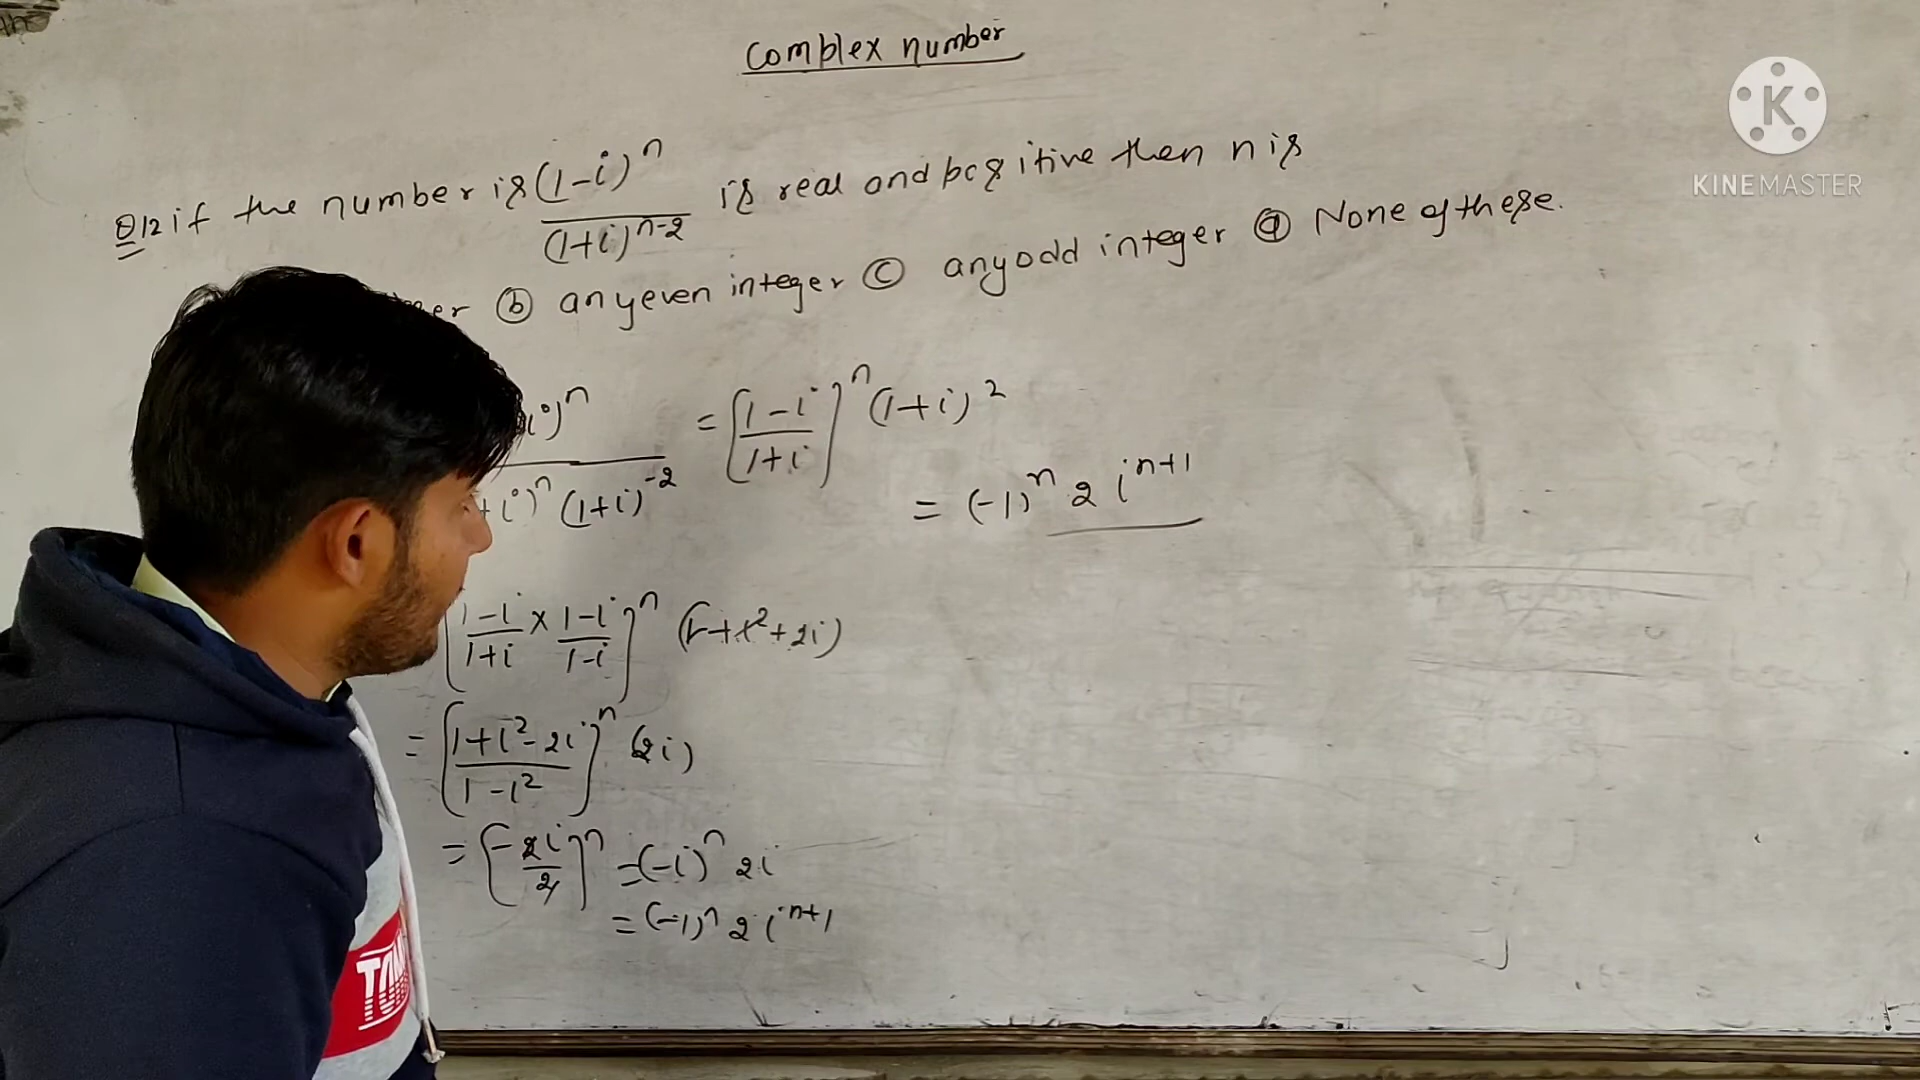 Complex number
Q12 if the number is (1-i)^n / (1+i)^{n-2} is real and positive then n is
ⓑ any even integer ⓒ any odd integer ⓓ None of these.
= [(1-i)/(1+i)]^n (1+i)^2
(1+i)^{-2}
= (-1)^n 2 i^{n+1}
[(1-i)/(1+i) × (1-i)/(1-i)]^n (1+i^2+2i)
= [(1+i^2-2i)/(1-i^2)]^n (2i)
= [-2i/2]^n = (-i)^n 2i
= (-1)^n 2 i^{n+1}
K
KINEMASTER